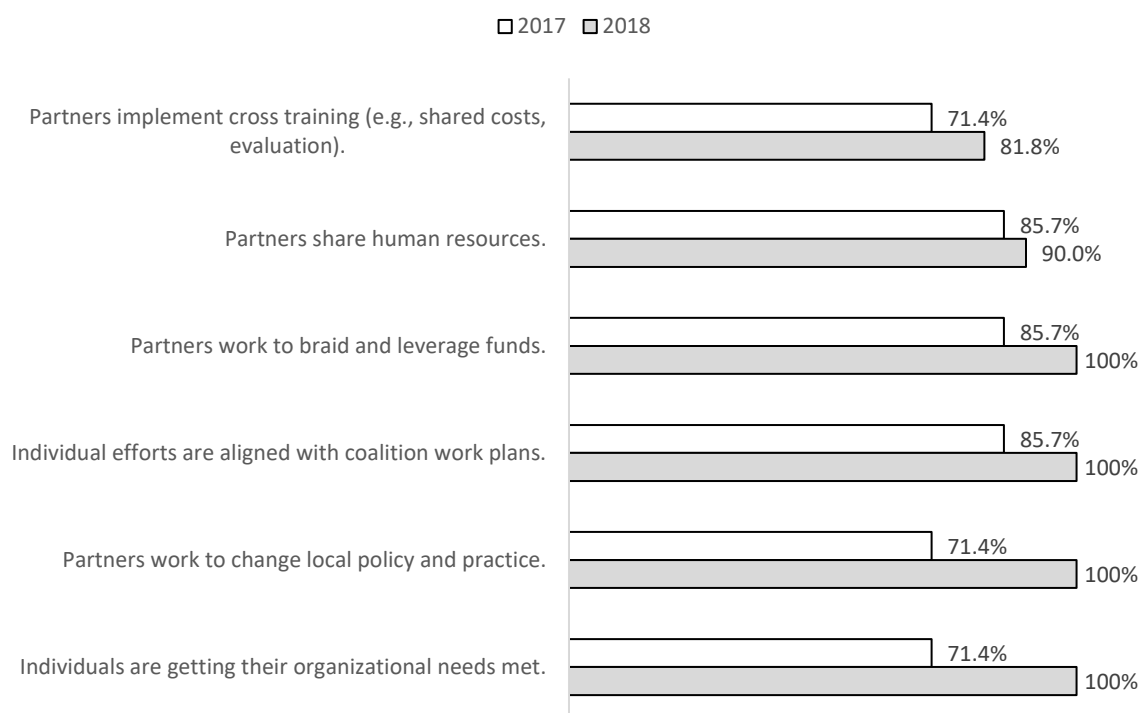 2017 2018
Partners implement cross training (e.g., shared costs,
evaluation).
71.4%
81.8%
Partners share human resources.
85.7%
90.0%
Partners work to braid and leverage funds.
85.7%
100%
Individual efforts are aligned with coalition work plans.
85.7%
100%
Partners work to change local policy and practice.
71.4%
100%
Individuals are getting their organizational needs met.
71.4%
100%